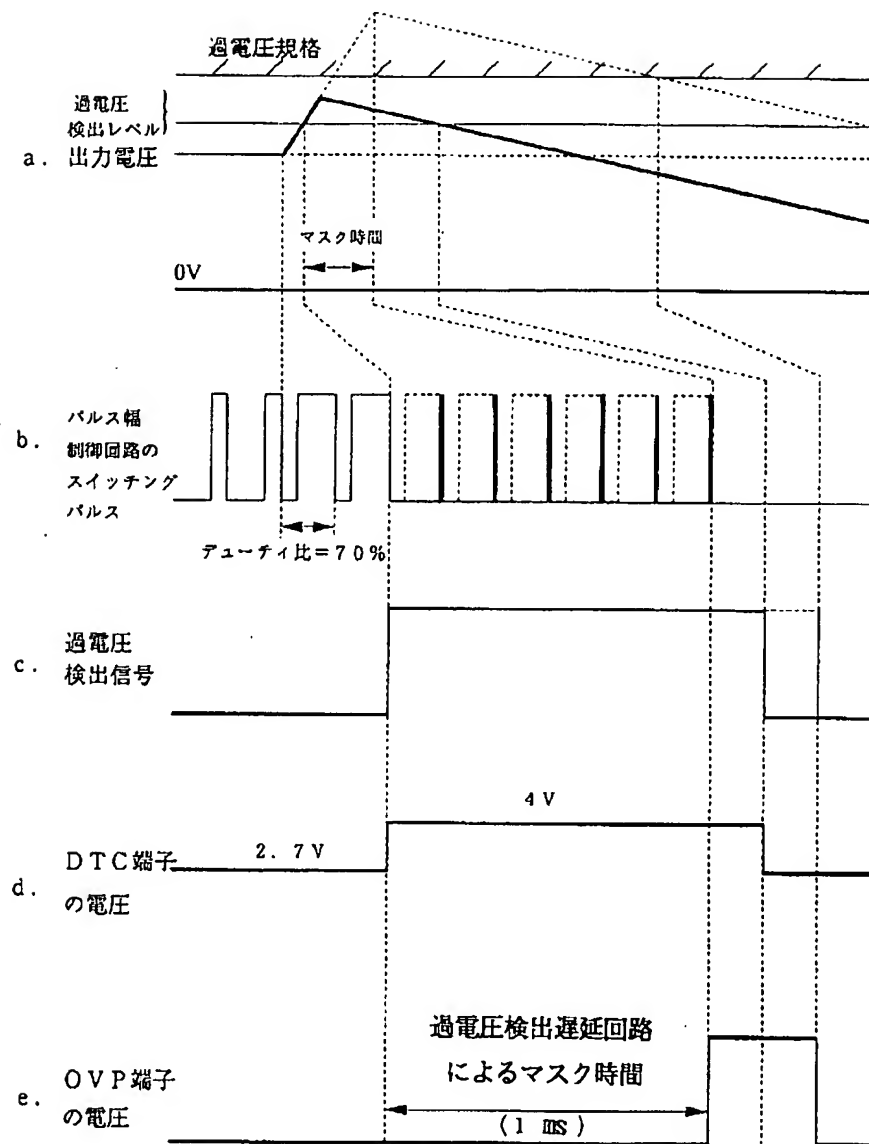 過電圧規格
過電圧
検出レベル
a. 出力電圧
マスク時間
0V
b. パルス幅
制御回路の
スイッチング
パルス
デューティ比=70%
c. 過電圧
検出信号
4V
2.7V
d. DTC端子
の電圧
過電圧検出遅延回路
によるマスク時間
(1ms)
e. OVP端子
の電圧